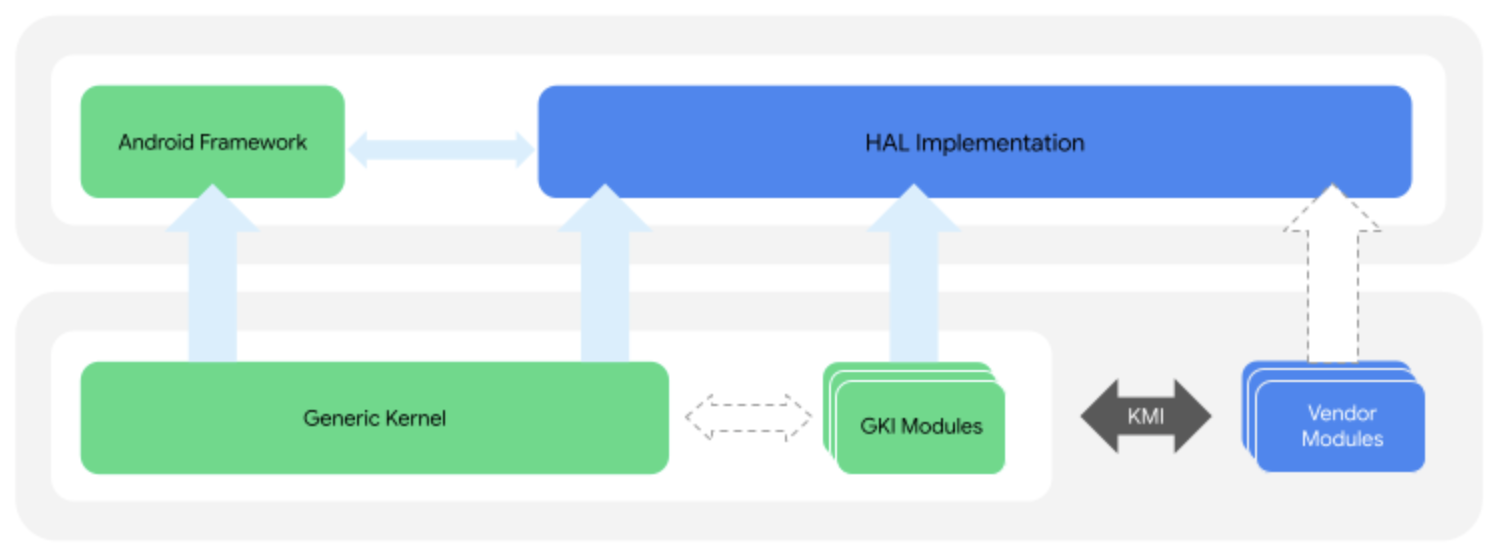 Android Framework
HAL Implementation
Generic Kernel
GKI Modules
KMI
Vendor
Modules